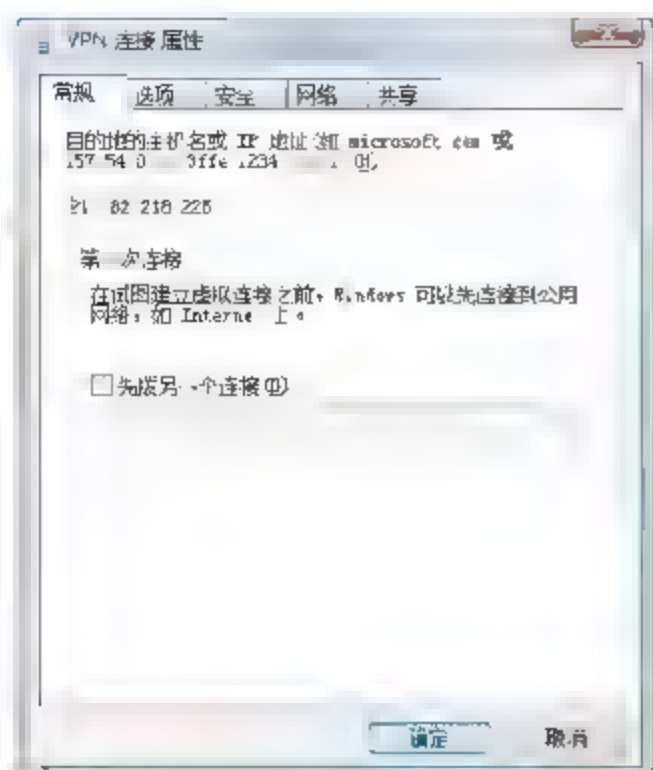 VPN 连接 属性
常规 选项 安全 网络 共享
目的地的主机名或 IP 地址(如 microsoft.com 或
157.54.0 3ffe:1234 (H)
82.218.226
第一次连接
在试图建立虚拟连接之前，Windows 可以先连接到公用
网络，如 Internet 上。
先拨另一个连接(D)
确定 取消